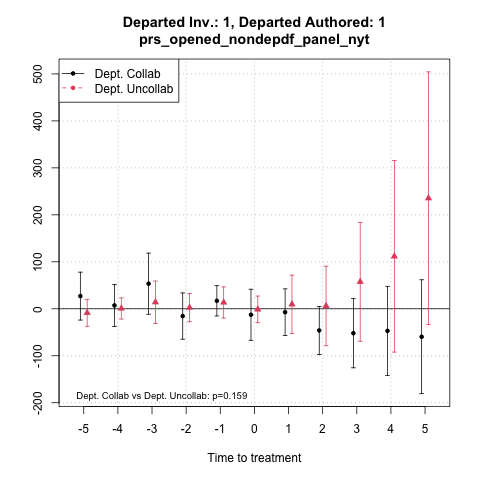 Departed Inv.: 1, Departed Authored: 1
prs_opened_nondepdf_panel_nyt
Dept. Collab
Dept. Uncollab
500
400
300
200
100
0
-100
-200
Dept. Collab vs Dept. Uncollab: p=0.159
-5 -4 -3 -2 -1 0 1 2 3 4 5
Time to treatment